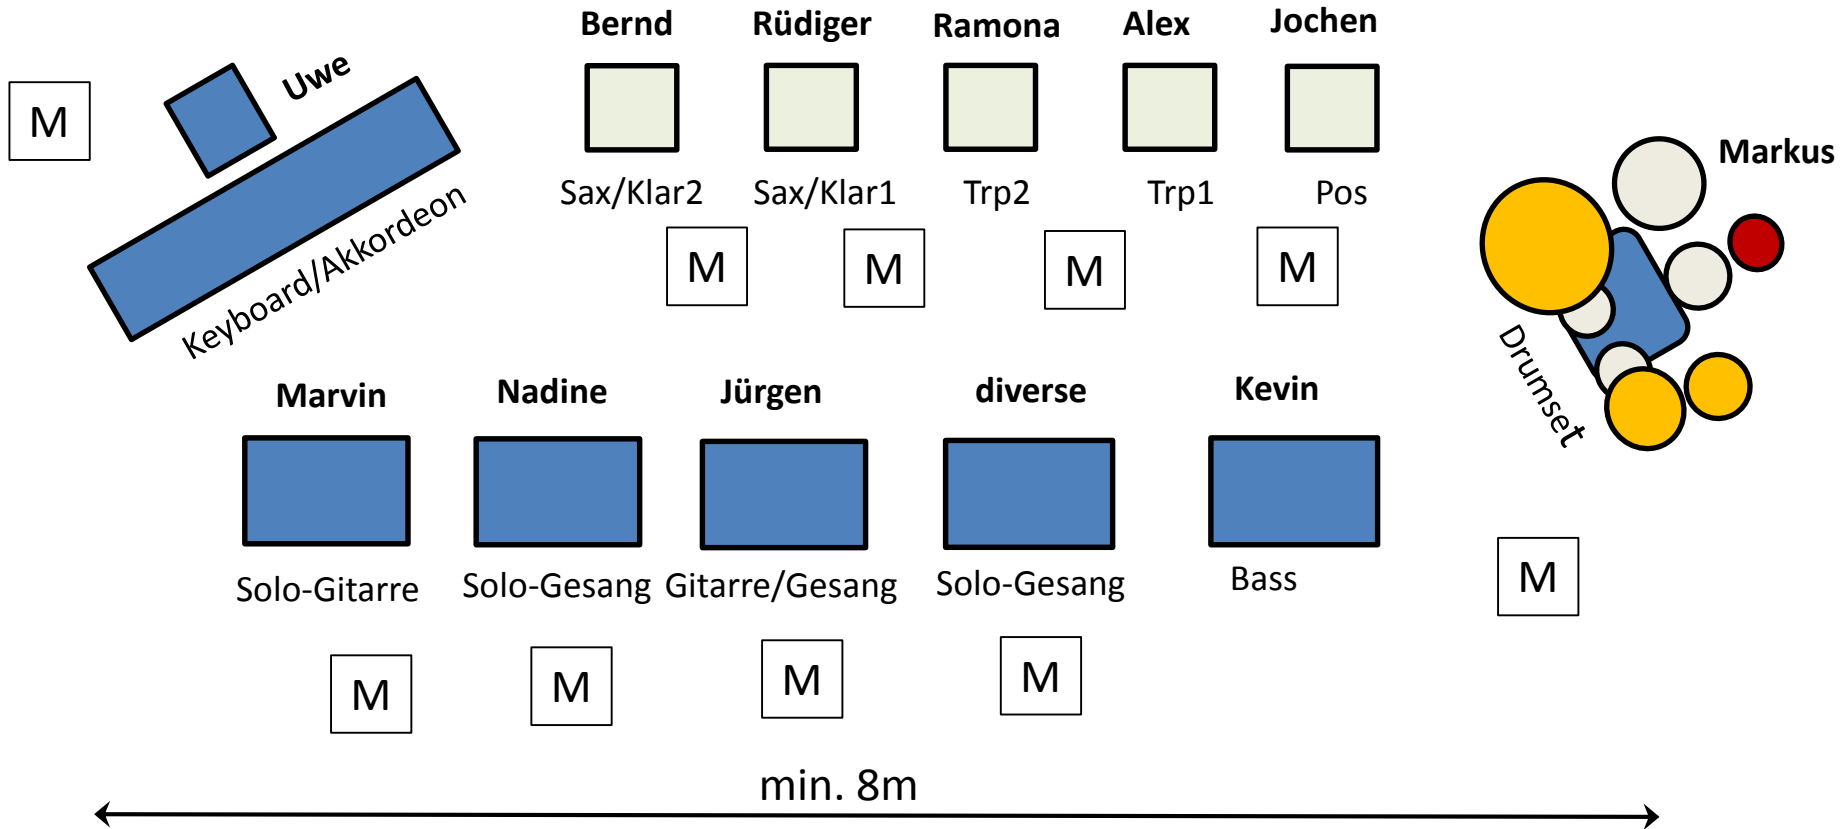 Bernd Rüdiger Ramona Alex Jochen
Uwe
M
Markus
Sax/Klar2 Sax/Klar1 Trp2 Trp1 Pos
Keyboard/Akkordeon
M M M M
Drumset
Marvin Nadine Jürgen diverse Kevin
Solo-Gitarre Solo-Gesang Gitarre/Gesang Solo-Gesang Bass
M
M M M M
min. 8m